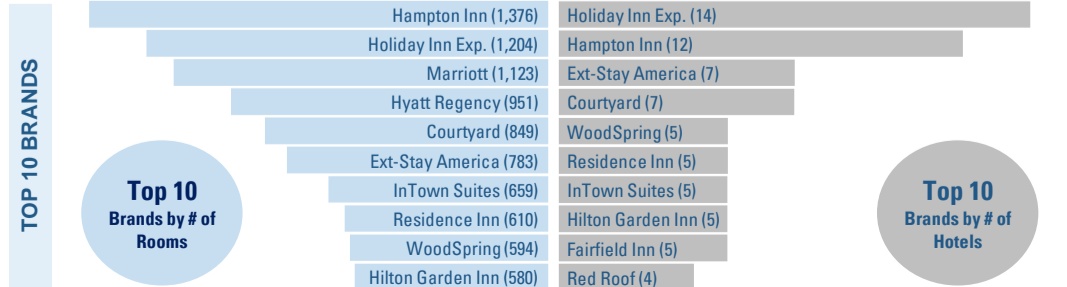 TOP 10 BRANDS
Hampton Inn (1,376)
Holiday Inn Exp. (1,204)
Marriott (1,123)
Hyatt Regency (951)
Courtyard (849)
Ext-Stay America (783)
InTown Suites (659)
Residence Inn (610)
WoodSpring (594)
Hilton Garden Inn (580)
Top 10
Brands by # of
Rooms
Holiday Inn Exp. (14)
Hampton Inn (12)
Ext-Stay America (7)
Courtyard (7)
WoodSpring (5)
Residence Inn (5)
InTown Suites (5)
Hilton Garden Inn (5)
Fairfield Inn (5)
Red Roof (4)
Top 10
Brands by # of
Hotels